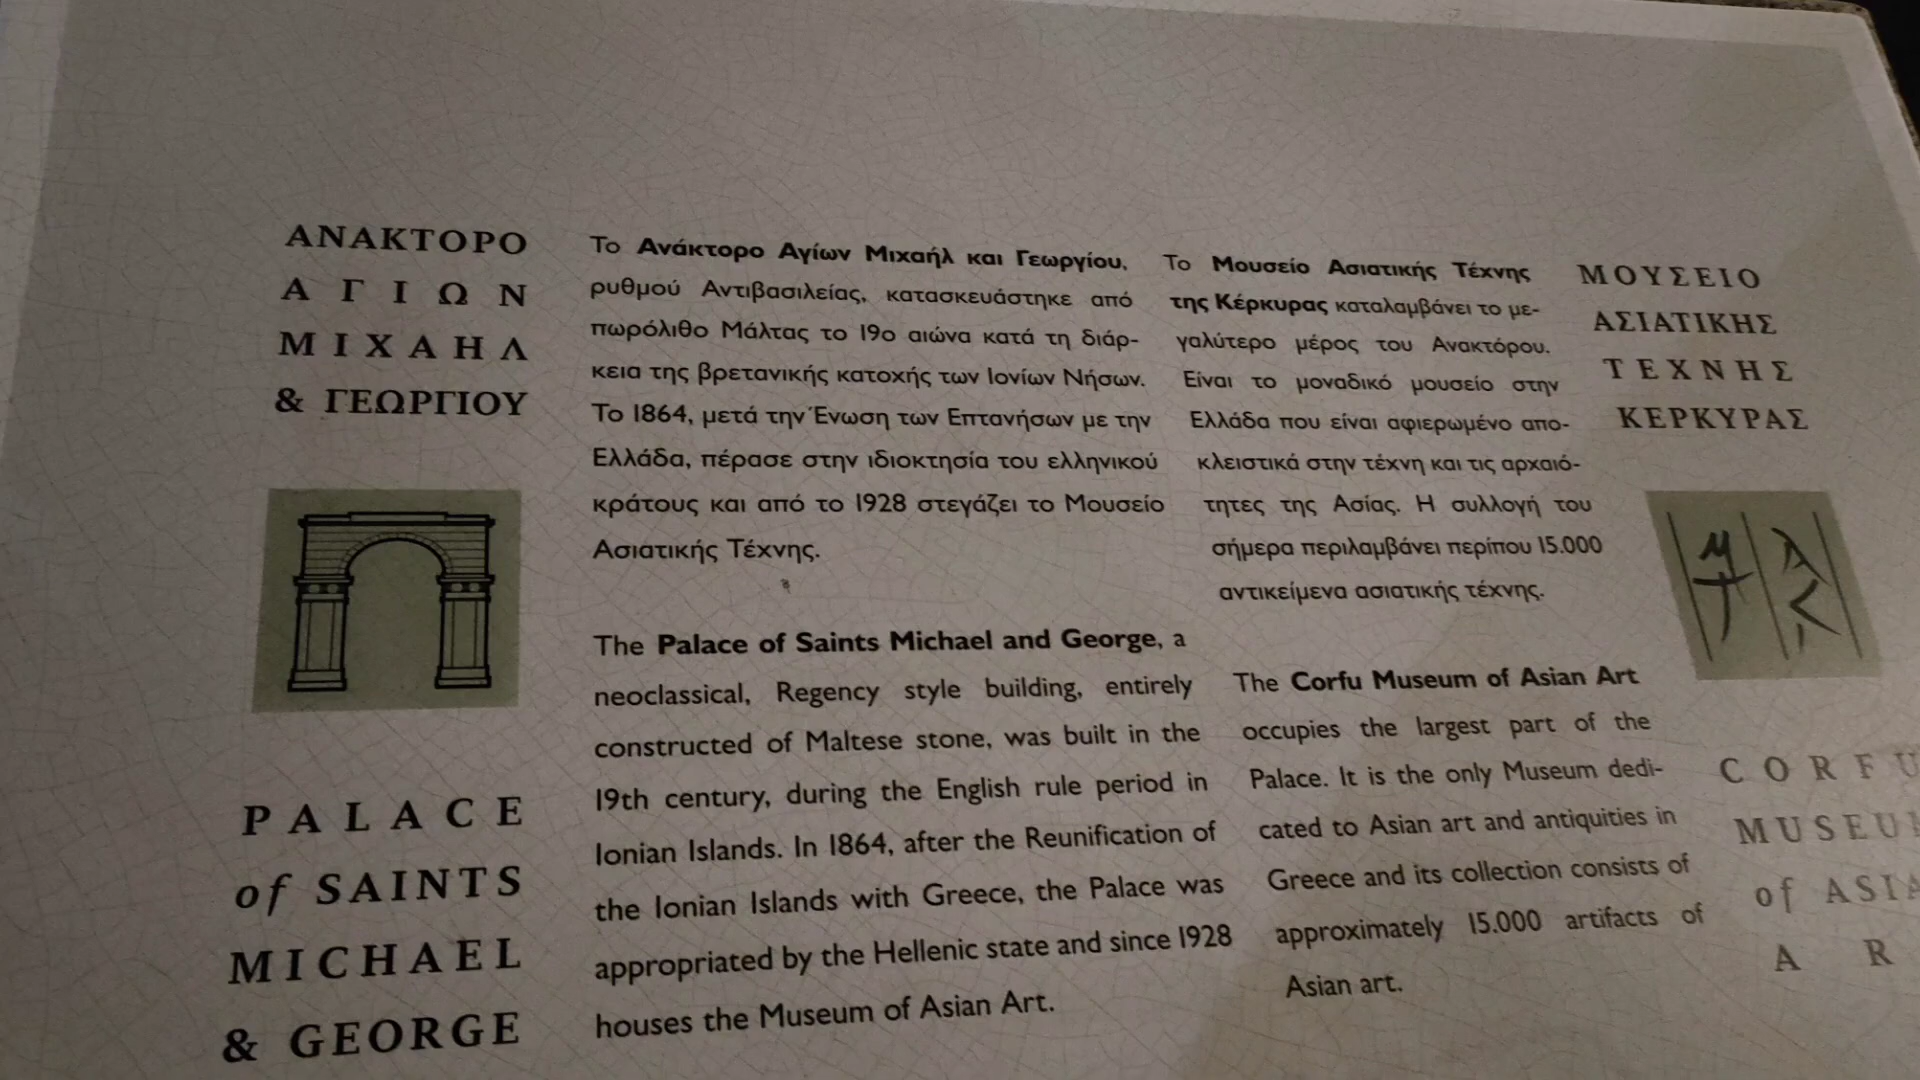 ΑΝΑΚΤΟΡΟ
ΑΓΙΩΝ
ΜΙΧΑΗΛ
& ΓΕΩΡΓΙΟΥ
Το Ανάκτορο Αγίων Μιχαήλ και Γεωργίου,
ρυθμού Αντιβασιλείας, κατασκευάστηκε από
πωρόλιθο Μάλτας το 19ο αιώνα κατά τη διάρ-
κεια της βρετανικής κατοχής των Ιονίων Νήσων.
Το 1864, μετά την Ένωση των Επτανήσων με την
Ελλάδα, πέρασε στην ιδιοκτησία του ελληνικού
κράτους και από το 1928 στεγάζει το Μουσείο
Ασιατικής Τέχνης.
Το Μουσείο Ασιατικής Τέχνης
της Κέρκυρας καταλαμβάνει το με-
γαλύτερο μέρος του Ανακτόρου.
Είναι το μοναδικό μουσείο στην
Ελλάδα που είναι αφιερωμένο απο-
κλειστικά στην τέχνη και τις αρχαιό-
τητες της Ασίας. Η συλλογή του
σήμερα περιλαμβάνει περίπου 15.000
αντικείμενα ασιατικής τέχνης.
ΜΟΥΣΕΙΟ
ΑΣΙΑΤΙΚΗΣ
ΤΕΧΝΗΣ
ΚΕΡΚΥΡΑΣ
PALACE
of SAINTS
MICHAEL
& GEORGE
The Palace of Saints Michael and George, a
neoclassical, Regency style building, entirely
constructed of Maltese stone, was built in the
19th century, during the English rule period in
Ionian Islands. In 1864, after the Reunification of
the Ionian Islands with Greece, the Palace was
appropriated by the Hellenic state and since 1928
houses the Museum of Asian Art.
The Corfu Museum of Asian Art
occupies the largest part of the
Palace. It is the only Museum dedi-
cated to Asian art and antiquities in
Greece and its collection consists of
approximately 15.000 artifacts of
Asian art.
CORFU
MUSEU
of ASIA
A R